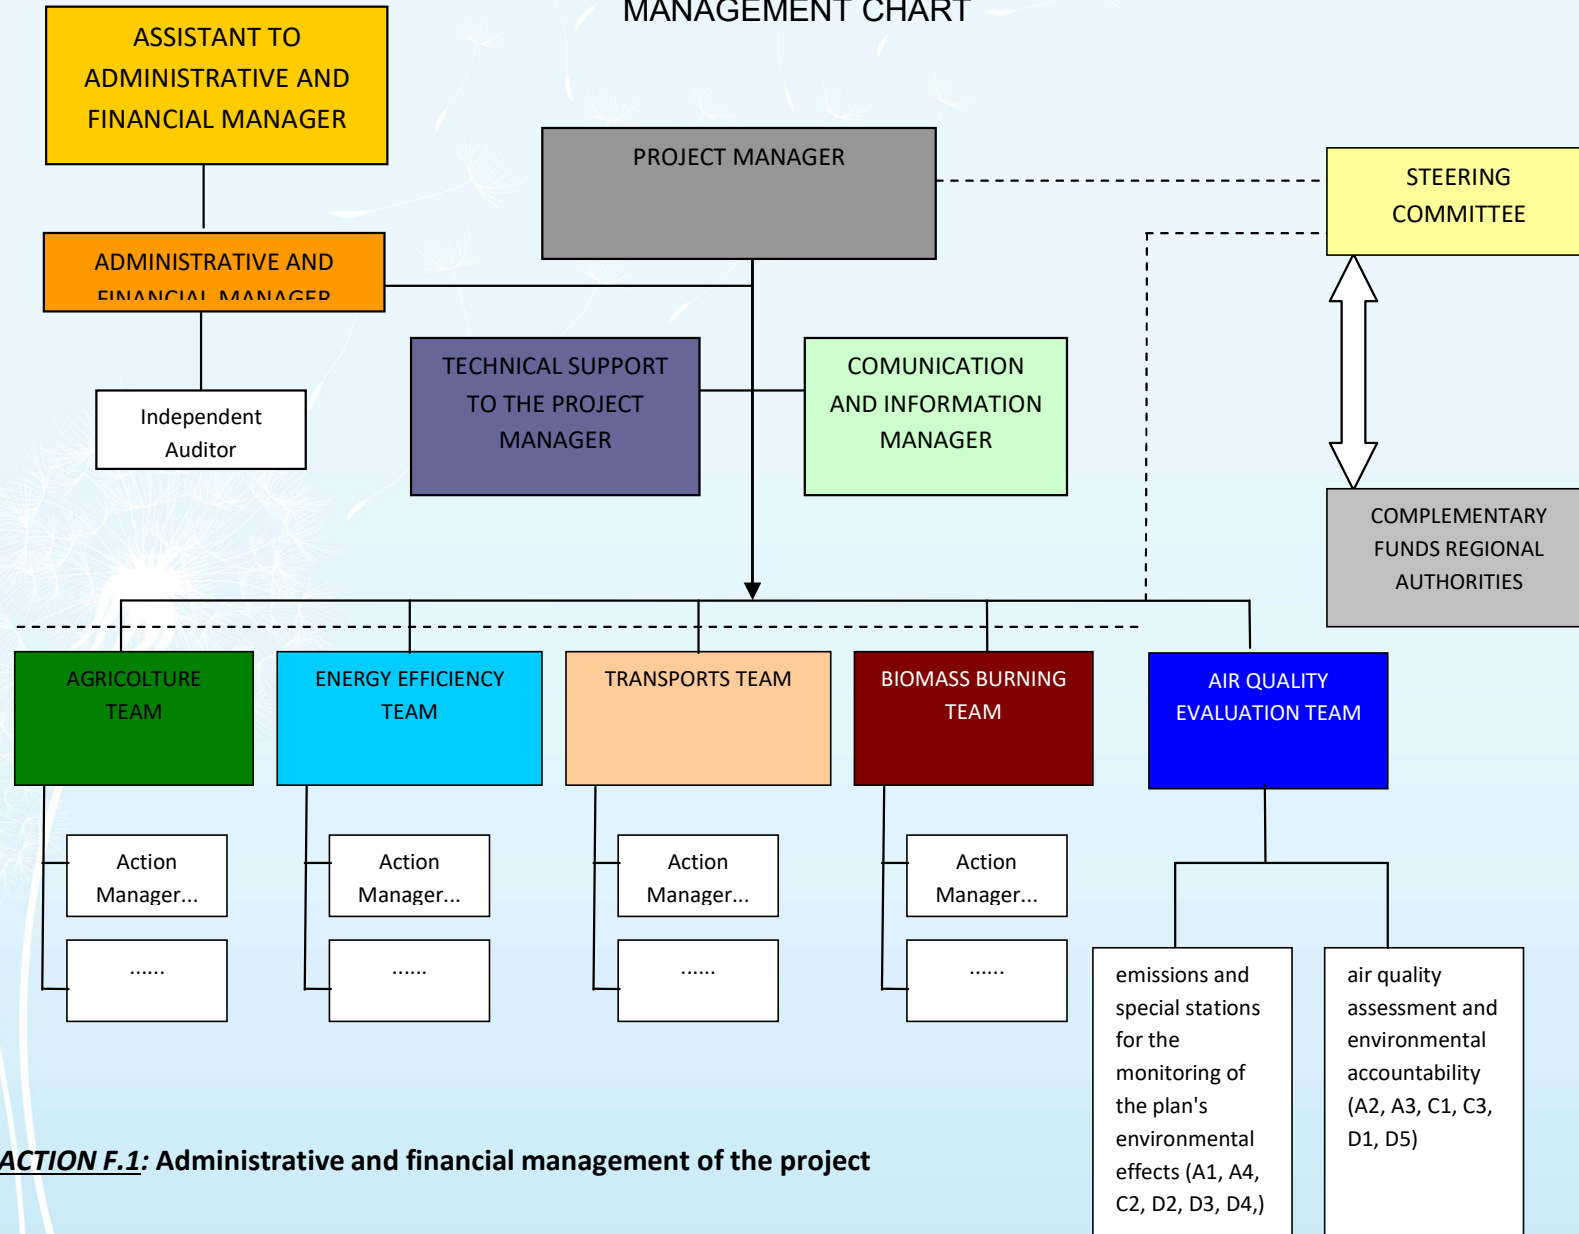 MANAGEMENT CHART
ASSISTANT TO
ADMINISTRATIVE AND
FINANCIAL MANAGER
PROJECT MANAGER
STEERING
COMMITTEE
ADMINISTRATIVE AND
FINANCIAL MANAGER
TECHNICAL SUPPORT
TO THE PROJECT
MANAGER
COMUNICATION
AND INFORMATION
MANAGER
Independent
Auditor
COMPLEMENTARY
FUNDS REGIONAL
AUTHORITIES
AGRICOLTURE
TEAM
ENERGY EFFICIENCY
TEAM
TRANSPORTS TEAM
BIOMASS BURNING
TEAM
AIR QUALITY
EVALUATION TEAM
Action
Manager...
......
Action
Manager...
......
Action
Manager...
......
Action
Manager...
......
emissions and
special stations
for the
monitoring of
the plan's
environmental
effects (A1, A4,
C2, D2, D3, D4,)
air quality
assessment and
environmental
accountability
(A2, A3, C1, C3,
D1, D5)
ACTION F.1: Administrative and financial management of the project